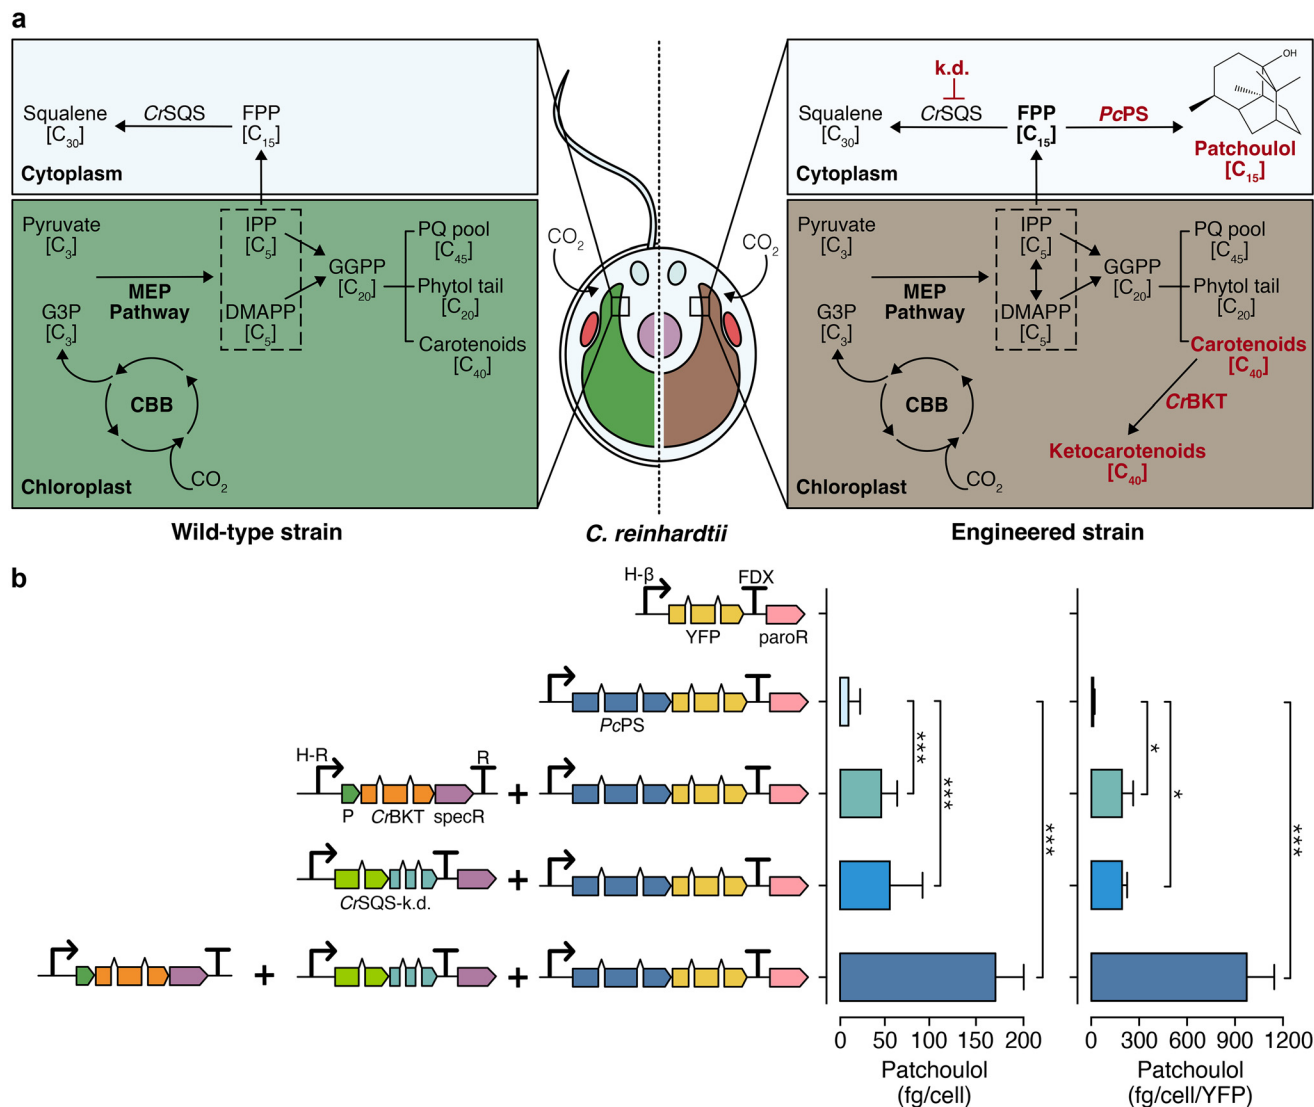 a
Squalene
[C30]
CrSQS
FPP
[C15]
Cytoplasm
Pyruvate
[C3]
IPP
[C5]
MEP
Pathway
G3P
[C3]
DMAPP
[C5]
GGPP
[C20]
PQ pool
[C45]
Phytol tail
[C20]
Carotenoids
[C40]
CBB
CO2
Chloroplast
Wild-type strain
CO2
CO2
C. reinhardtii
k.d.
Squalene
[C30]
CrSQS
FPP
[C15]
PcPS
OH
Patchoulol
[C15]
Cytoplasm
Pyruvate
[C3]
IPP
[C5]
MEP
Pathway
G3P
[C3]
DMAPP
[C5]
GGPP
[C20]
PQ pool
[C45]
Phytol tail
[C20]
Carotenoids
[C40]
CrBKT
Ketocarotenoids
[C40]
CBB
CO2
Chloroplast
Engineered strain
b
H-β
FDX
YFP
paroR
PcPS
H-R
R
P
CrBKT
specR
+
CrSQS-k.d.
+
+
+
***
***
***
0 50 100 150 200
Patchoulol
(fg/cell)
*
*
***
0 300 600 900 1200
Patchoulol
(fg/cell/YFP)